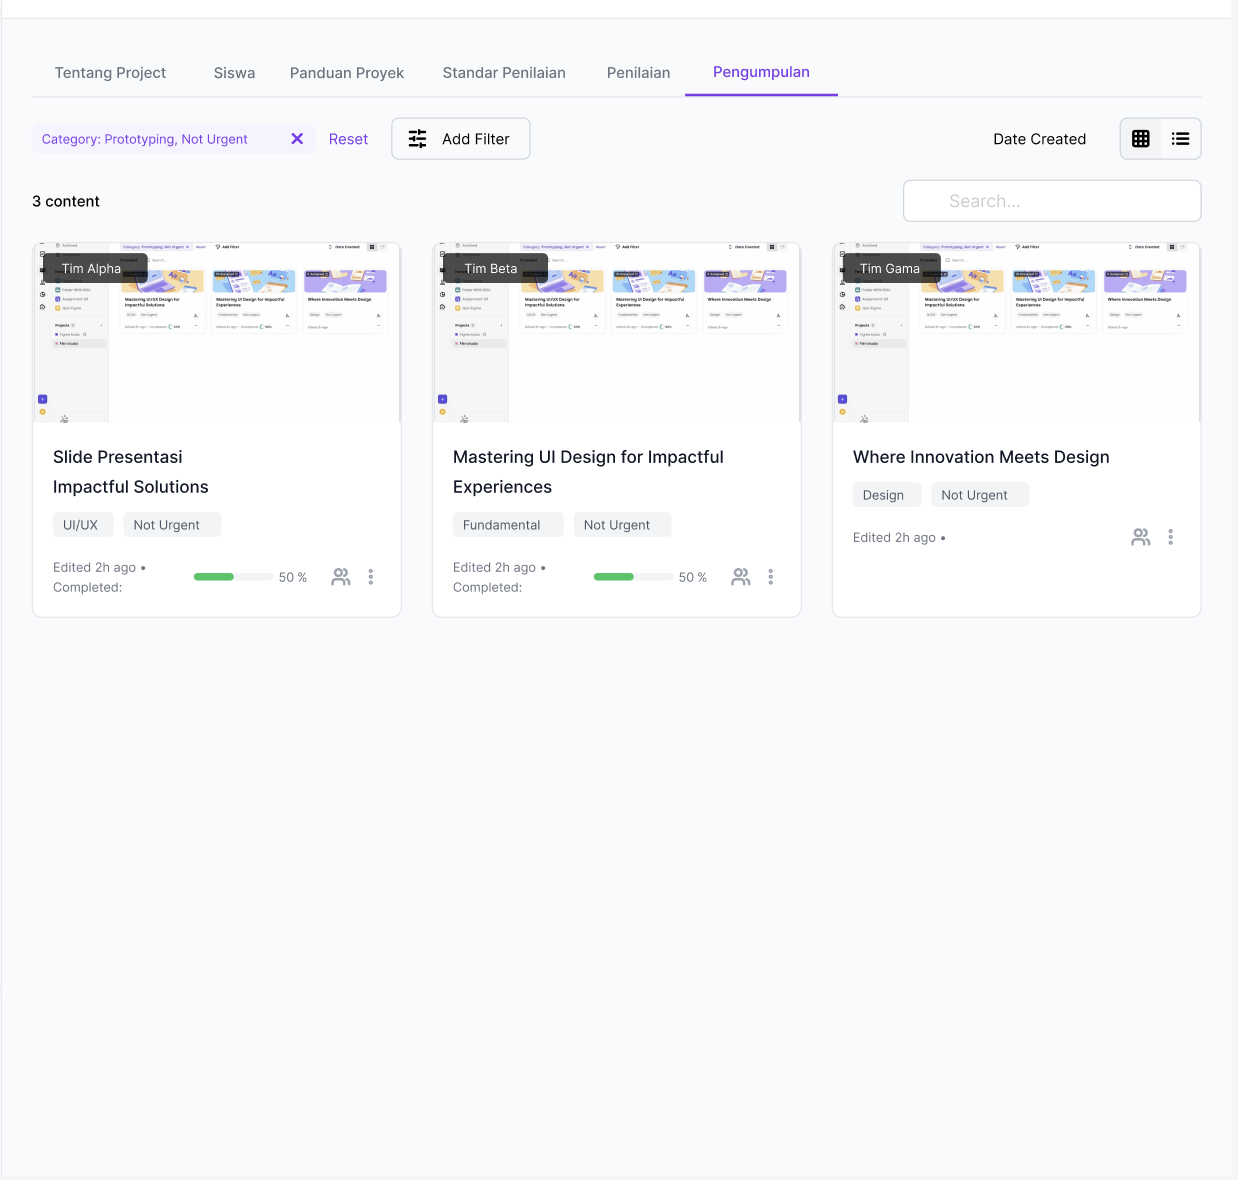 Tentang Project
Siswa
Panduan Proyek
Standar Penilaian
Penilaian
Pengumpulan
Category: Prototyping, Not Urgent
Reset
Add Filter
Date Created
3 content
Search...
Tim Alpha
Slide Presentasi
Impactful Solutions
UI/UX
Not Urgent
Edited 2h ago •
Completed:
50 %
Tim Beta
Mastering UI Design for Impactful
Experiences
Fundamental
Not Urgent
Edited 2h ago •
Completed:
50 %
Tim Gama
Where Innovation Meets Design
Design
Not Urgent
Edited 2h ago •